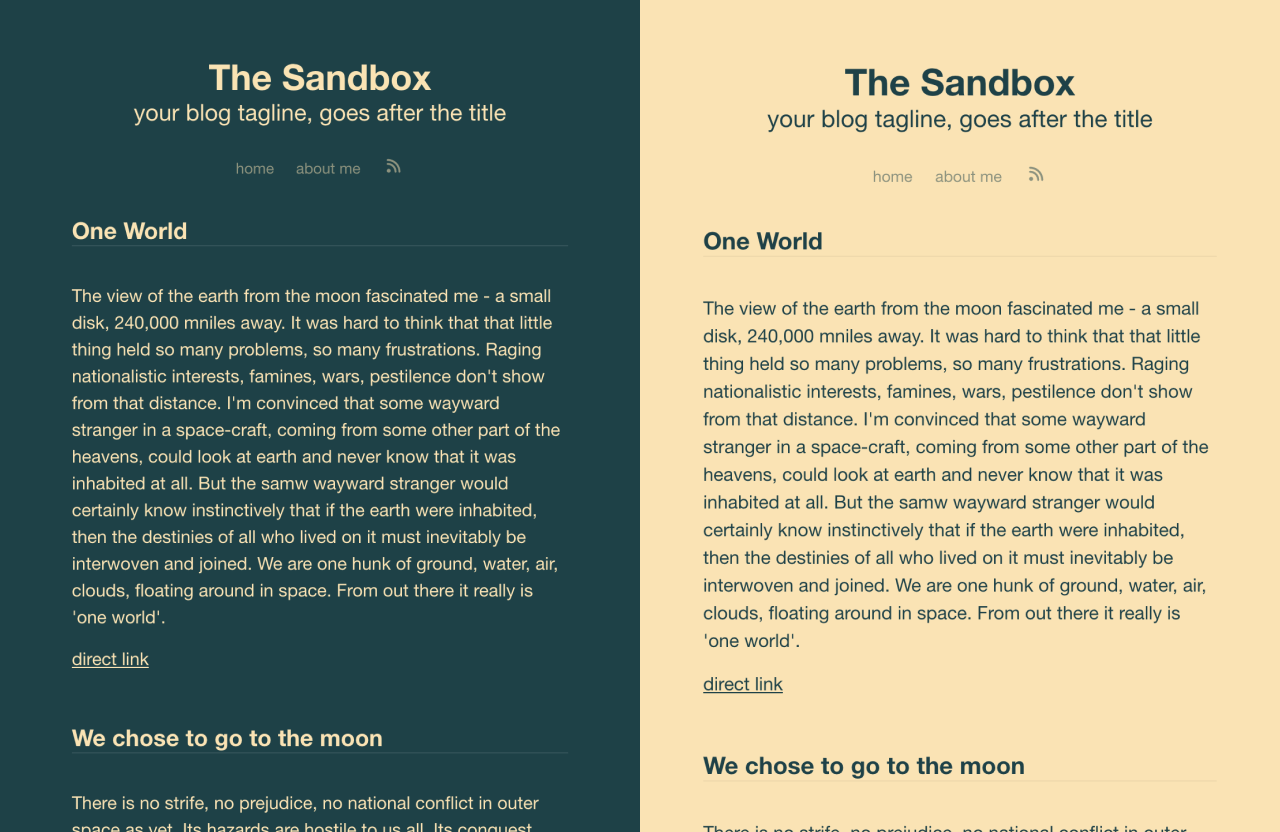 The Sandbox
your blog tagline, goes after the title
home about me
One World
The view of the earth from the moon fascinated me - a small
disk, 240,000 mniles away. It was hard to think that that little
thing held so many problems, so many frustrations. Raging
nationalistic interests, famines, wars, pestilence don't show
from that distance. I'm convinced that some wayward
stranger in a space-craft, coming from some other part of the
heavens, could look at earth and never know that it was
inhabited at all. But the samw wayward stranger would
certainly know instinctively that if the earth were inhabited,
then the destinies of all who lived on it must inevitably be
interwoven and joined. We are one hunk of ground, water, air,
clouds, floating around in space. From out there it really is
'one world'.
direct link
We chose to go to the moon
There is no strife, no prejudice, no national conflict in outer
space as yet. Its hazards are hostile to us all. Its conquest
The Sandbox
your blog tagline, goes after the title
home about me
One World
The view of the earth from the moon fascinated me - a small
disk, 240,000 mniles away. It was hard to think that that little
thing held so many problems, so many frustrations. Raging
nationalistic interests, famines, wars, pestilence don't show
from that distance. I'm convinced that some wayward
stranger in a space-craft, coming from some other part of the
heavens, could look at earth and never know that it was
inhabited at all. But the samw wayward stranger would
certainly know instinctively that if the earth were inhabited,
then the destinies of all who lived on it must inevitably be
interwoven and joined. We are one hunk of ground, water, air,
clouds, floating around in space. From out there it really is
'one world'.
direct link
We chose to go to the moon
There is no strife, no prejudice, no national conflict in outer